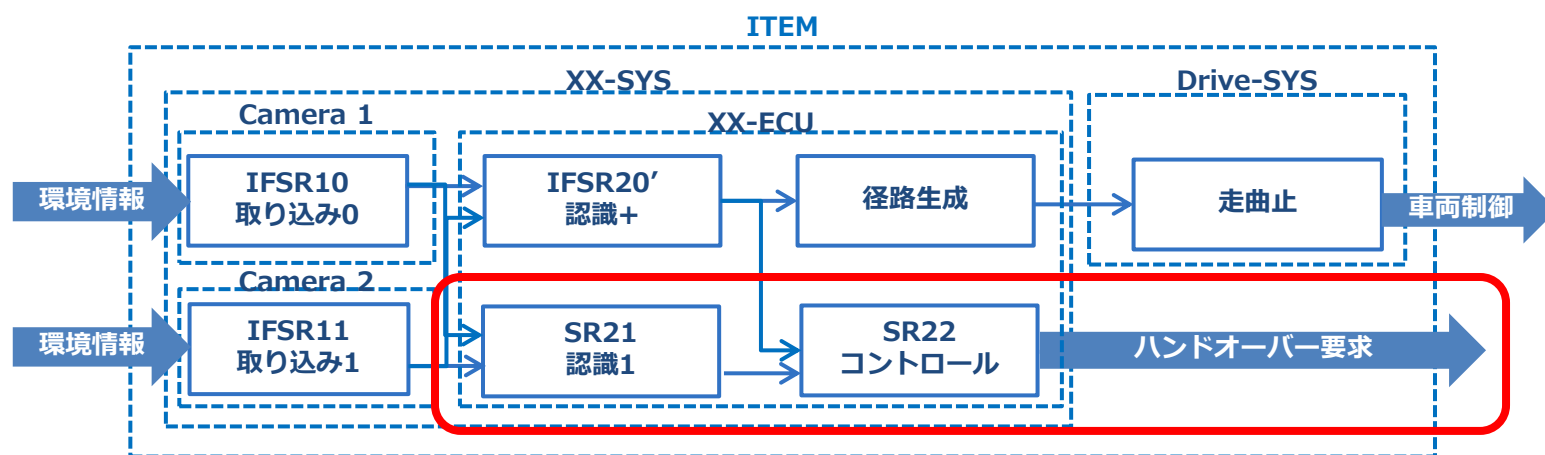 ITEM
XX-SYS
Drive-SYS
Camera 1
XX-ECU
環境情報
IFSR10
取り込み0
IFSR20’
認識+
径路生成
走曲止
車両制御
Camera 2
環境情報
IFSR11
取り込み1
SR21
認識1
SR22
コントロール
ハンドオーバー要求